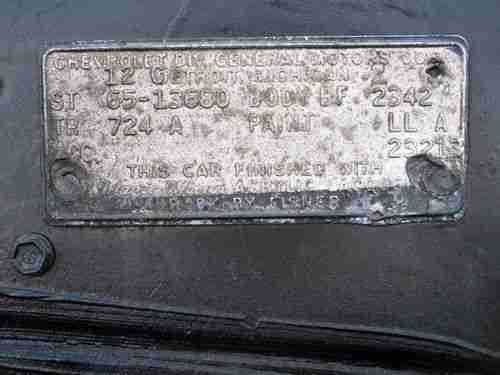 CHEVROLET DIV. GENERAL MOTORS CORP.
12 G DETROIT, MICHIGAN
ST 65-13680 BODY BF 2342
TR 724 A PAINT LL A
ACC. 2321
THIS CAR FINISHED WITH
ACRYLIC
BODY BY FISHER